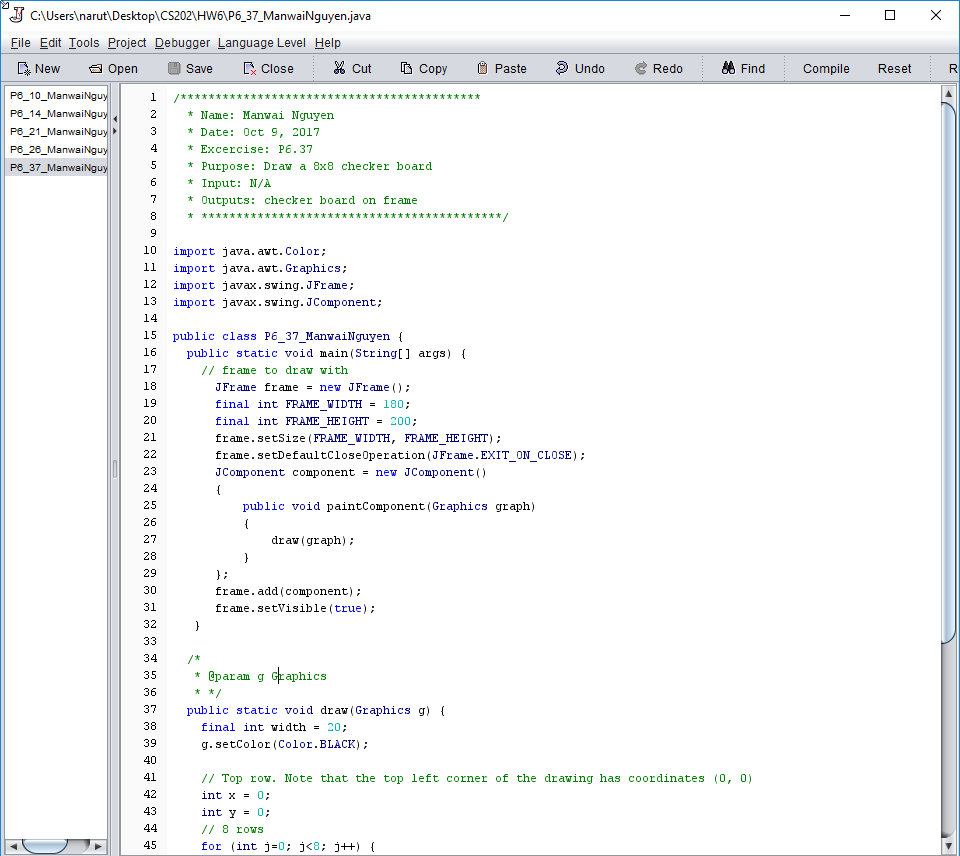 C:\Users\narut\Desktop\CS202\HW6\P6_37_ManwaiNguyen.java
File Edit Tools Project Debugger Language Level Help
New Open Save Close Cut Copy Paste Undo Redo Find Compile Reset R
P6_10_ManwaiNguy
P6_14_ManwaiNguy
P6_21_ManwaiNguy
P6_26_ManwaiNguy
P6_37_ManwaiNguy
1 /*******************************************
2 * Name: Manwai Nguyen
3 * Date: Oct 9, 2017
4 * Excercise: P6.37
5 * Purpose: Draw a 8x8 checker board
6 * Input: N/A
7 * Outputs: checker board on frame
8 * *******************************************/
9
10 import java.awt.Color;
11 import java.awt.Graphics;
12 import javax.swing.JFrame;
13 import javax.swing.JComponent;
14
15 public class P6_37_ManwaiNguyen {
16 public static void main(String[] args) {
17 // frame to draw with
18 JFrame frame = new JFrame();
19 final int FRAME_WIDTH = 180;
20 final int FRAME_HEIGHT = 200;
21 frame.setSize(FRAME_WIDTH, FRAME_HEIGHT);
22 frame.setDefaultCloseOperation(JFrame.EXIT_ON_CLOSE);
23 JComponent component = new JComponent()
24 {
25 public void paintComponent(Graphics graph)
26 {
27 draw(graph);
28 }
29 };
30 frame.add(component);
31 frame.setVisible(true);
32 }
33
34 /*
35 * @param g Graphics
36 * */
37 public static void draw(Graphics g) {
38 final int width = 20;
39 g.setColor(Color.BLACK);
40
41 // Top row. Note that the top left corner of the drawing has coordinates (0, 0)
42 int x = 0;
43 int y = 0;
44 // 8 rows
45 for (int j=0; j<8; j++) {